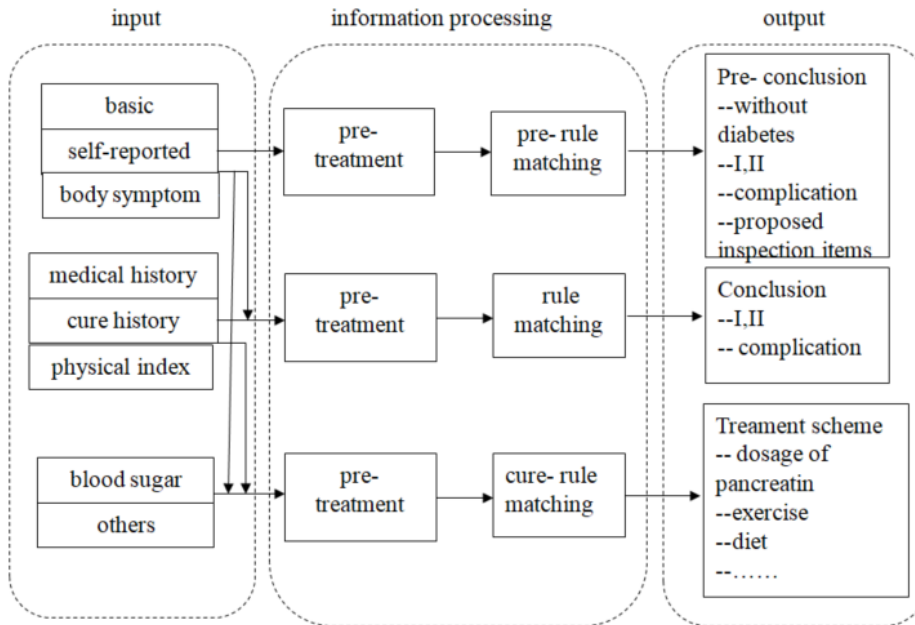 input
information processing
output
basic
self-reported
body symptom
pre-
treatment
pre- rule
matching
Pre- conclusion
--without
diabetes
--I,II
--complication
--proposed
inspection items
medical history
cure history
physical index
pre-
treatment
rule
matching
Conclusion
--I,II
-- complication
blood sugar
others
pre-
treatment
cure- rule
matching
Treament scheme
-- dosage of
pancreatin
--exercise
--diet
--……